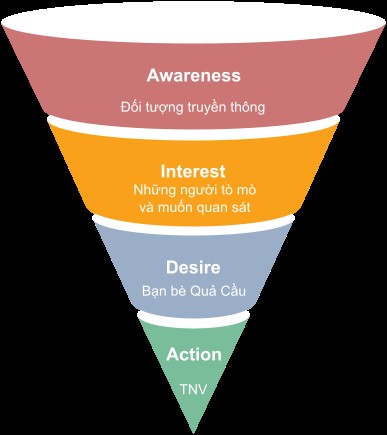 Awareness
Đối tượng truyền thông
Interest
Những người tò mò
và muốn quan sát
Desire
Bạn bè Quả Cầu
Action
TNV